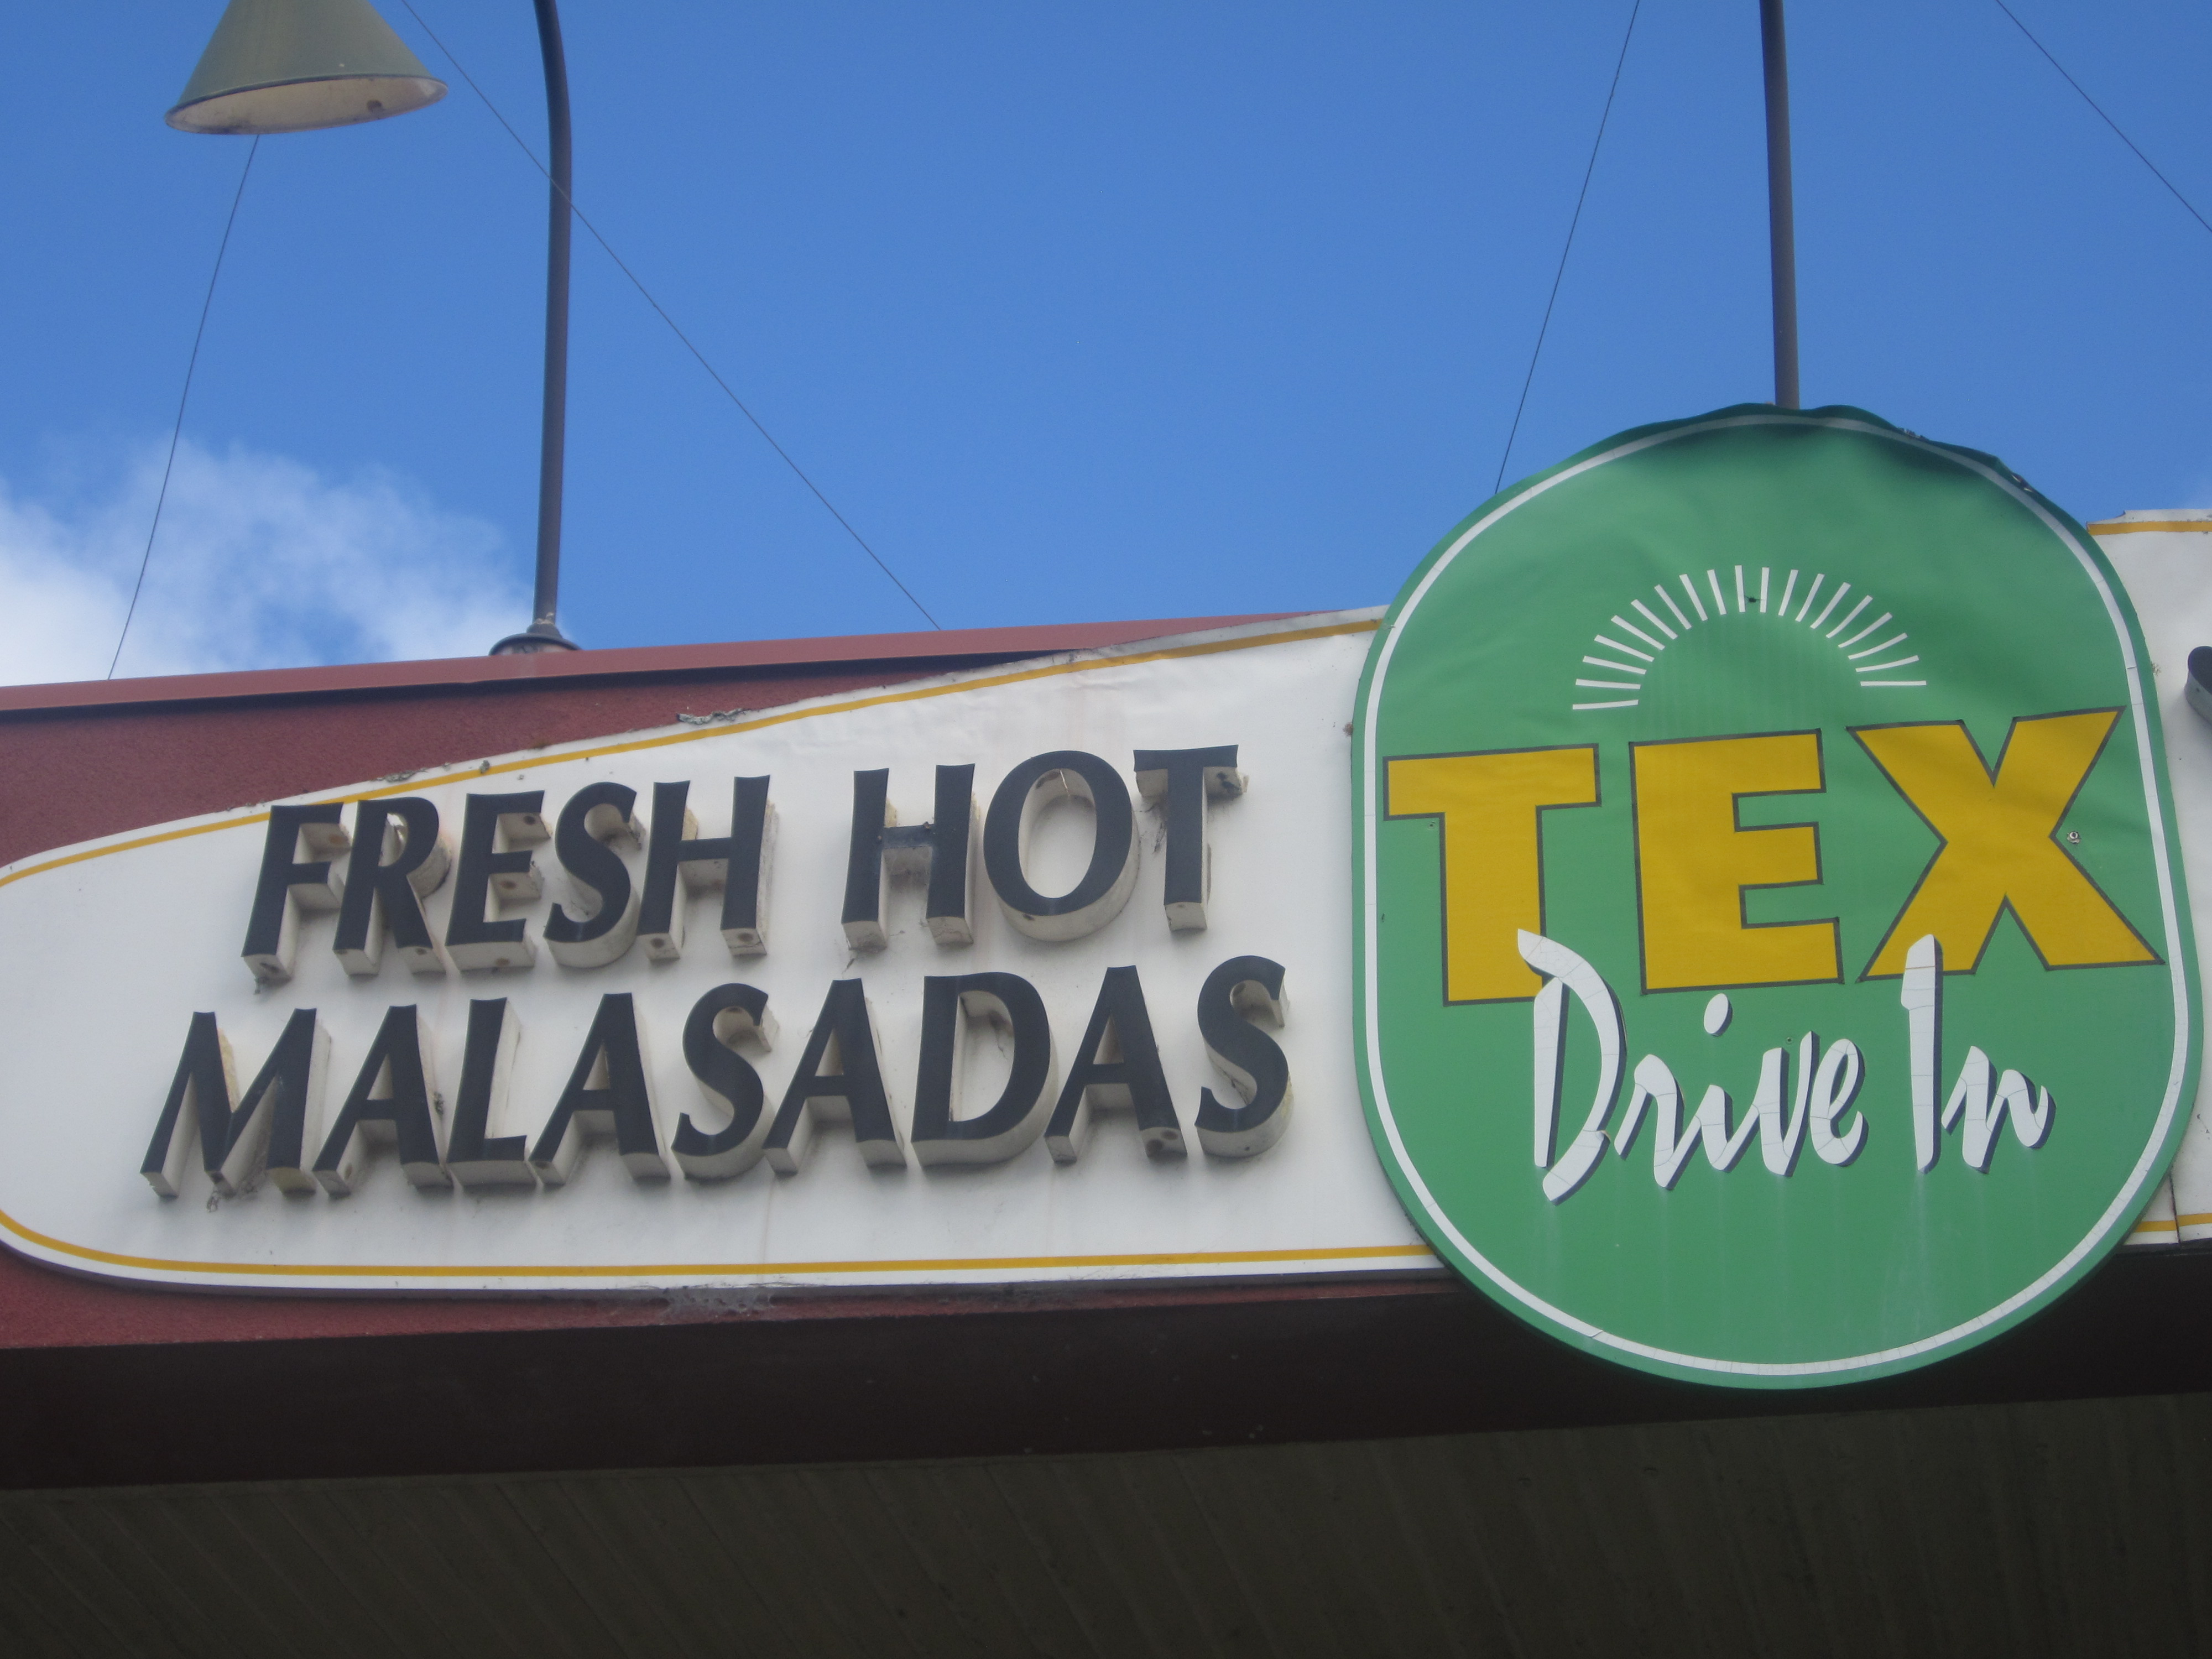 FRESH HOT
MALASADAS
TEX
Drive In